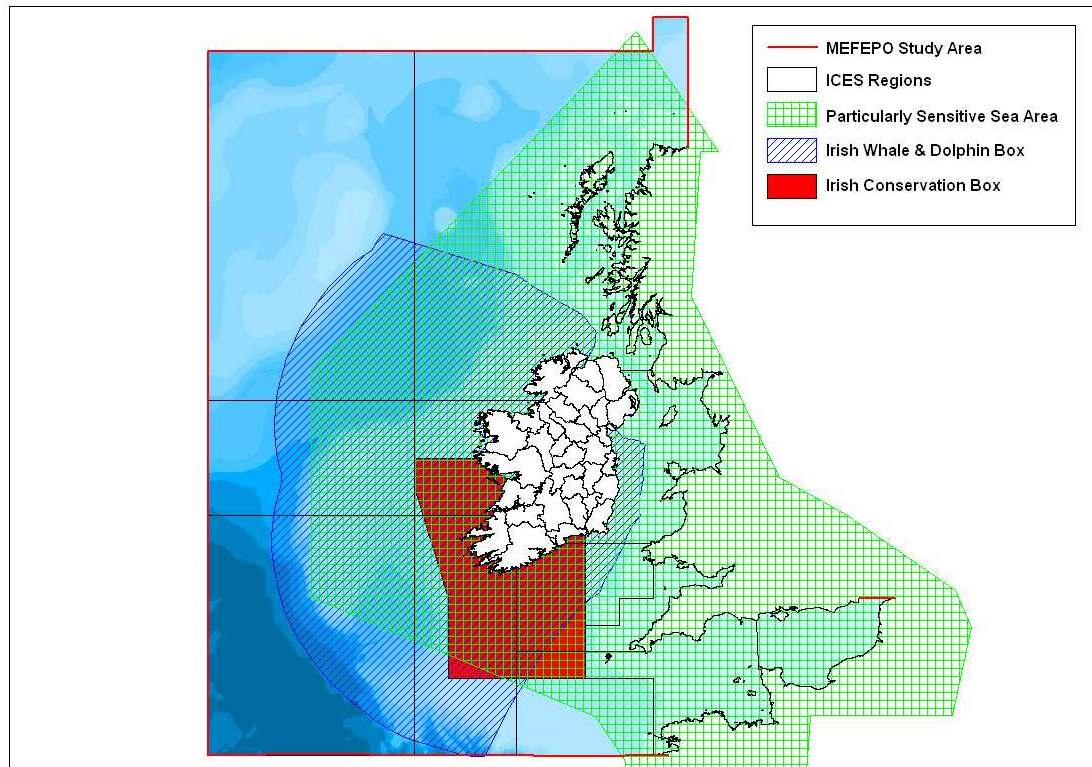 MEFEPO Study Area
ICES Regions
Particularly Sensitive Sea Area
Irish Whale & Dolphin Box
Irish Conservation Box